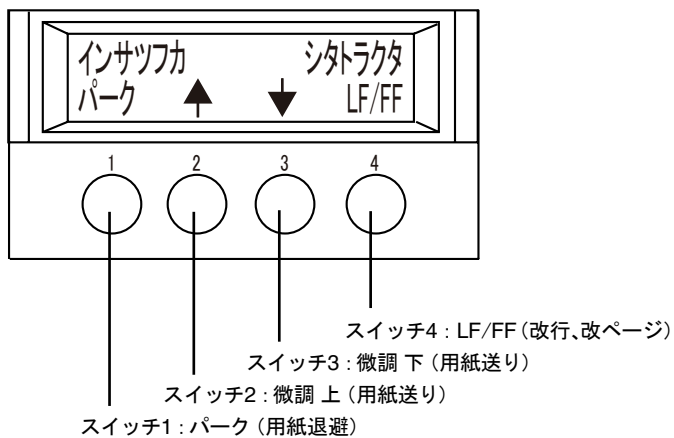 インサツフカ シタトラクタ
パーク ↑ ↓ LF/FF
1 2 3 4
スイッチ4：LF/FF（改行、改ページ）
スイッチ3：微調 下（用紙送り）
スイッチ2：微調 上（用紙送り）
スイッチ1：パーク（用紙退避）